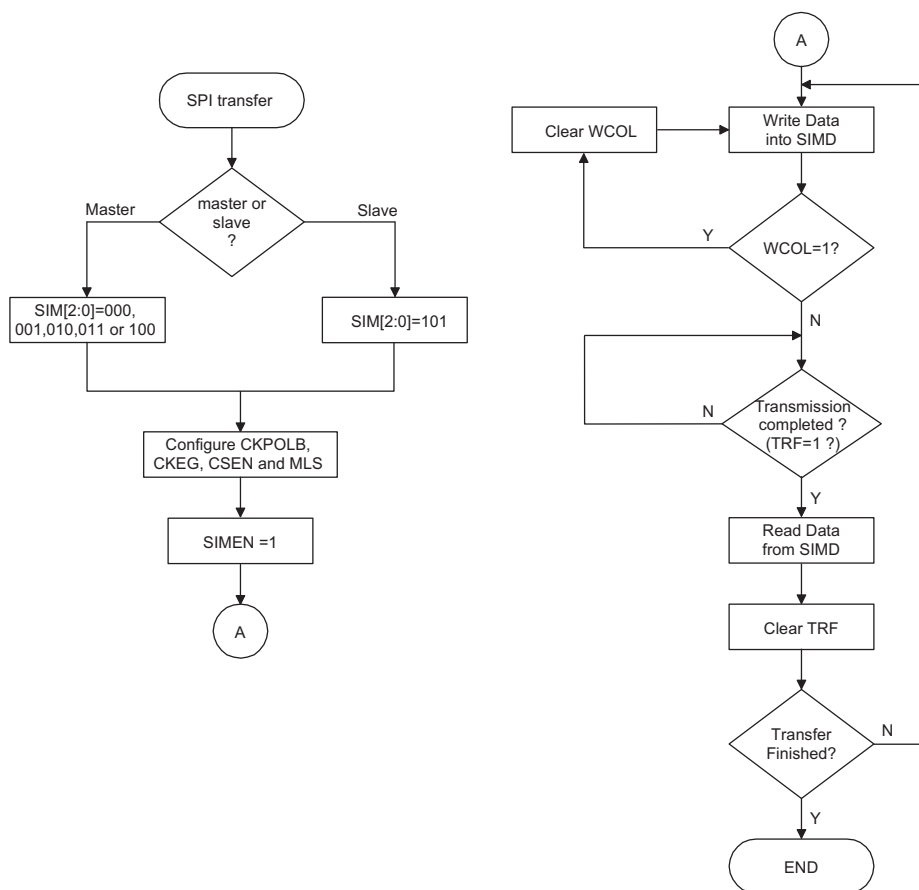 SPI transfer
master or
slave
?
Master
Slave
SIM[2:0]=000,
001,010,011 or 100
SIM[2:0]=101
Configure CKPOLB,
CKEG, CSEN and MLS
SIMEN =1
A
A
Write Data
into SIMD
Clear WCOL
WCOL=1?
Y
N
Transmission
completed ?
(TRF=1 ?)
N
Y
Read Data
from SIMD
Clear TRF
Transfer
Finished?
N
Y
END